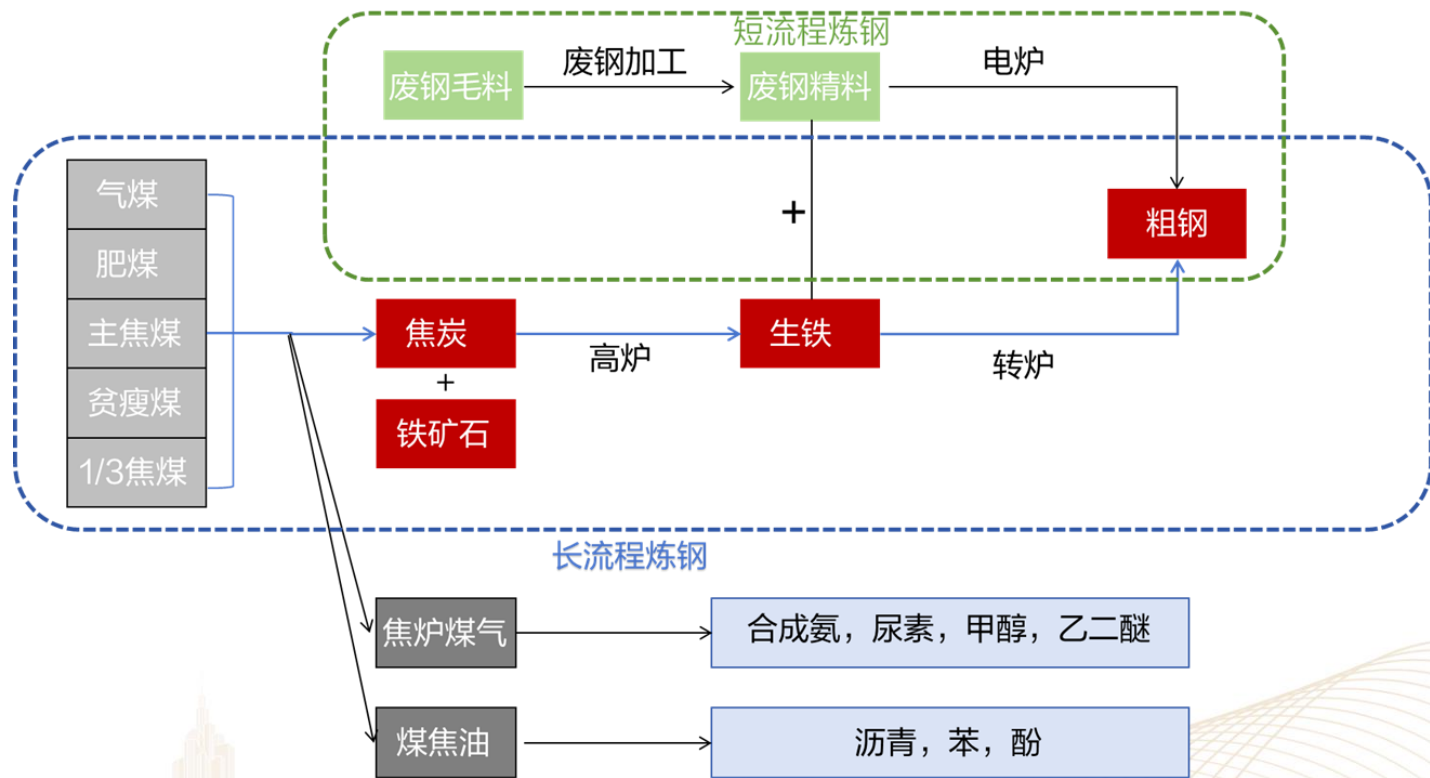 短流程炼钢
废钢毛料
废钢加工
废钢精料
电炉
气煤
肥煤
主焦煤
贫瘦煤
1/3焦煤
+
粗钢
焦炭
+
铁矿石
高炉
生铁
转炉
长流程炼钢
焦炉煤气
合成氨，尿素，甲醇，乙二醚
煤焦油
沥青，苯，酚